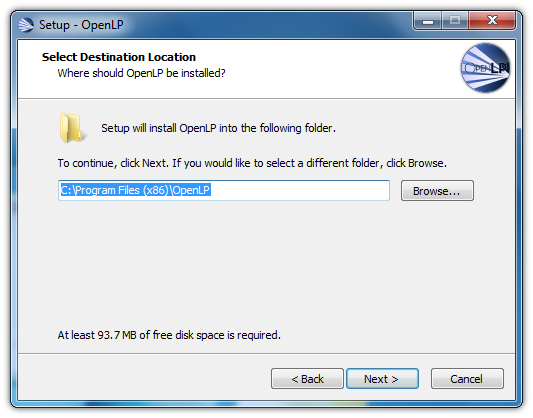 Setup - OpenLP
Select Destination Location
Where should OpenLP be installed?
OPENLP
Setup will install OpenLP into the following folder.
To continue, click Next. If you would like to select a different folder, click Browse.
C:\Program Files (x86)\OpenLP
Browse...
At least 93.7 MB of free disk space is required.
< Back
Next >
Cancel